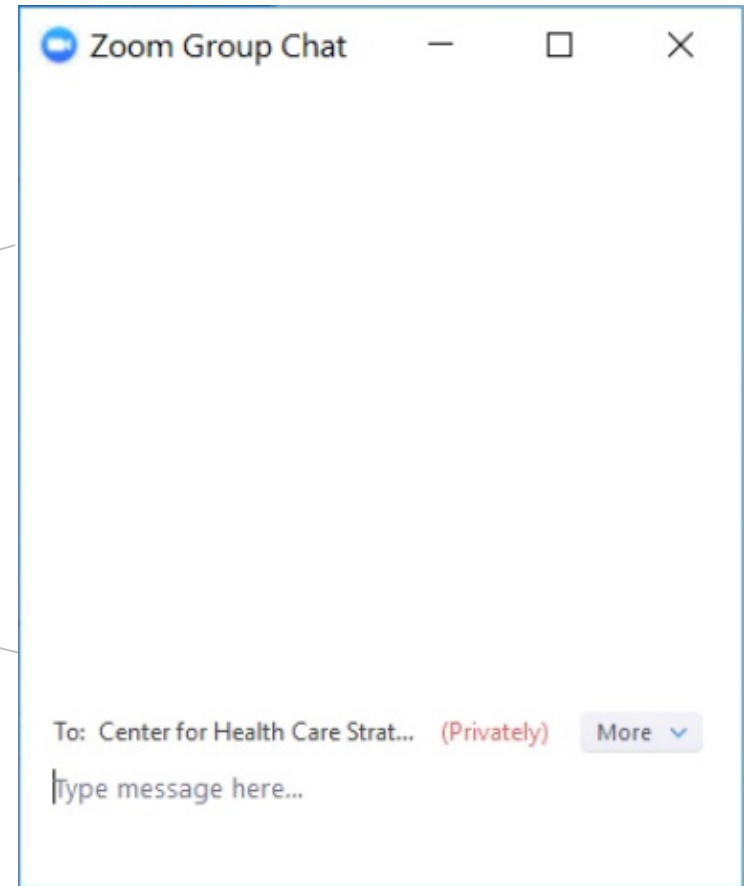 Zoom Group Chat
To: Center for Health Care Strat... (Privately) More
Type message here...